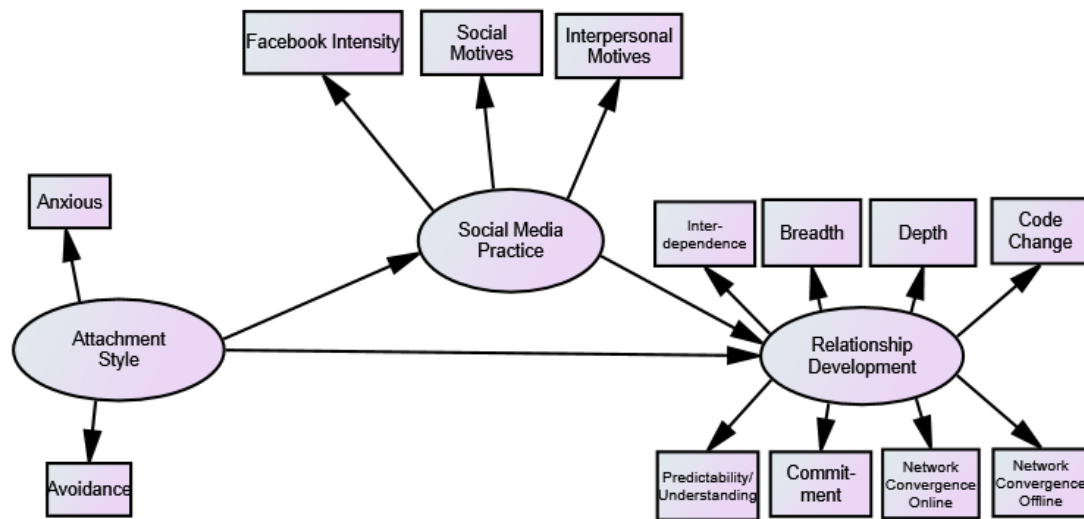 Facebook Intensity
Social
Motives
Interpersonal
Motives
Anxious
Social Media
Practice
Inter-
dependence
Breadth
Depth
Code
Change
Attachment
Style
Relationship
Development
Avoidance
Predictability/
Understanding
Commit-
ment
Network
Convergence
Online
Network
Convergence
Offline